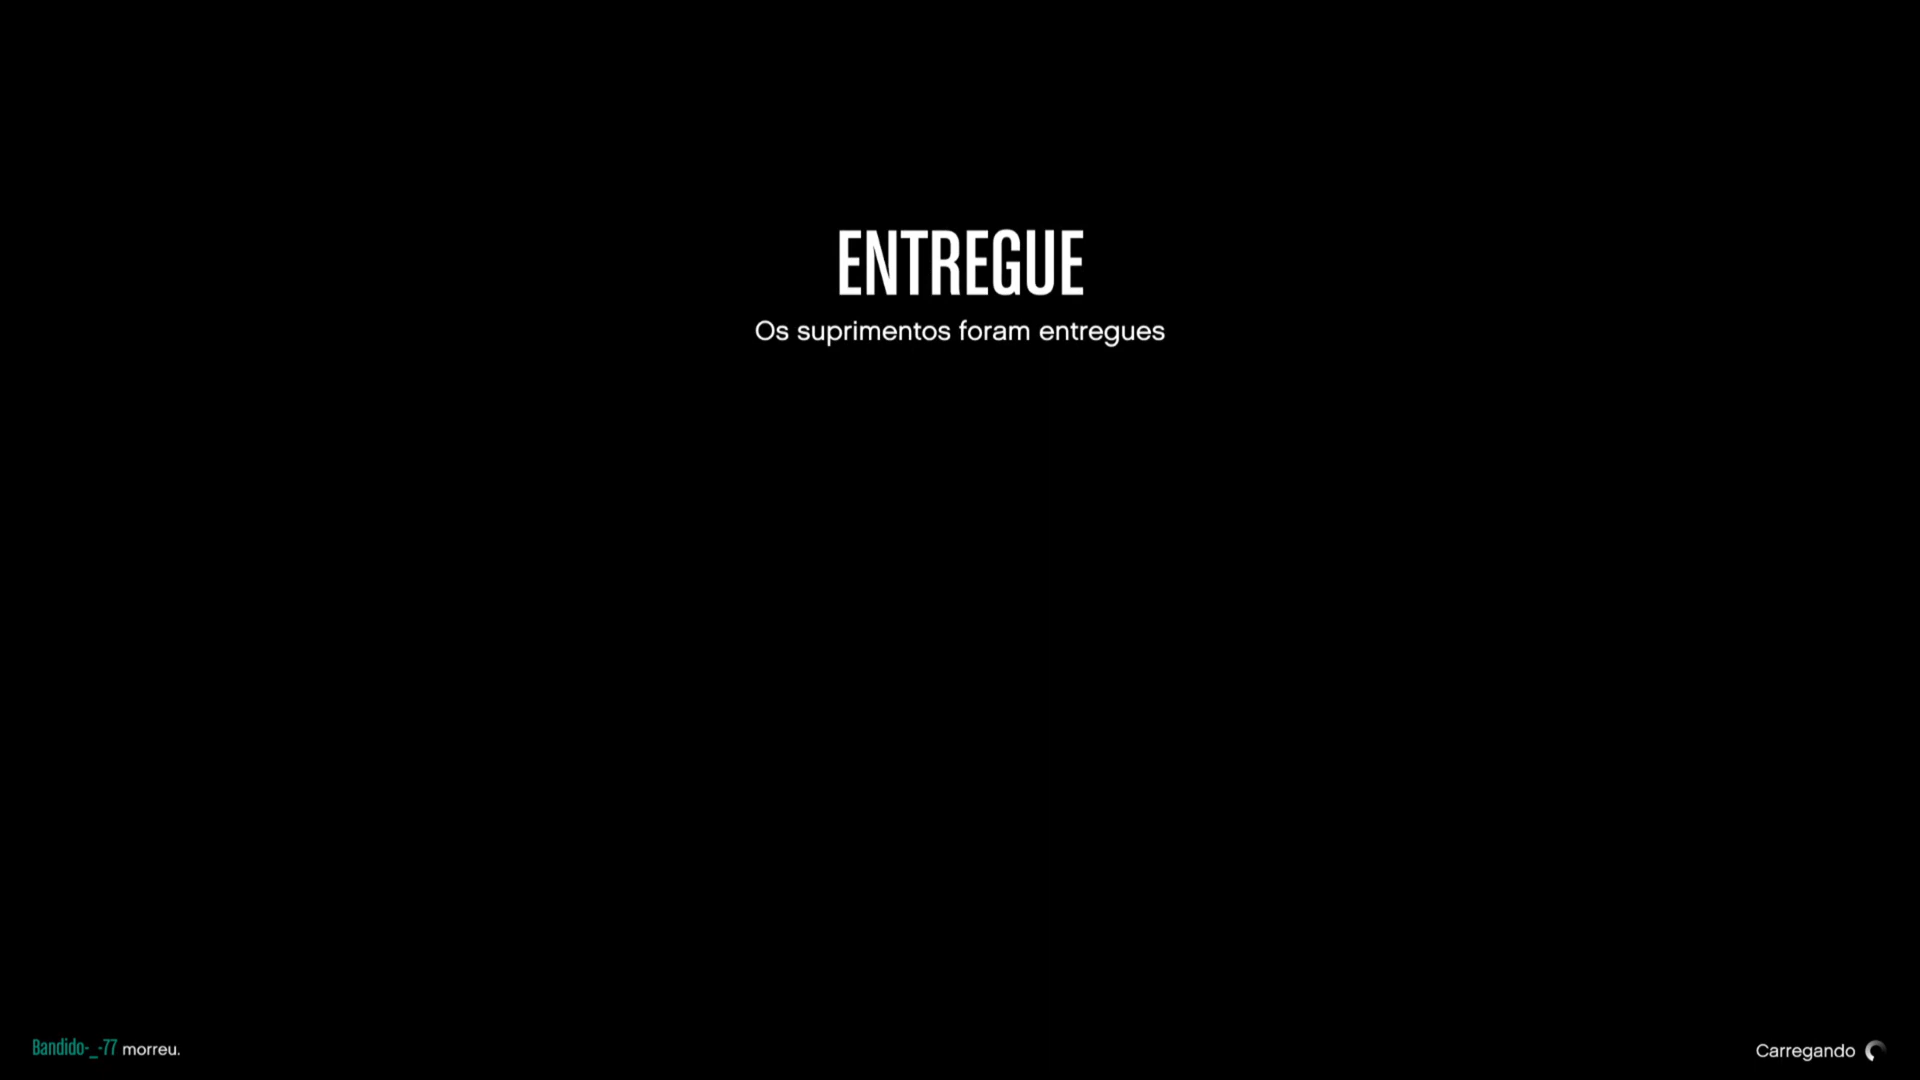 ENTREGUE
Os suprimentos foram entregues
Bandido-_-77 morreu.
Carregando